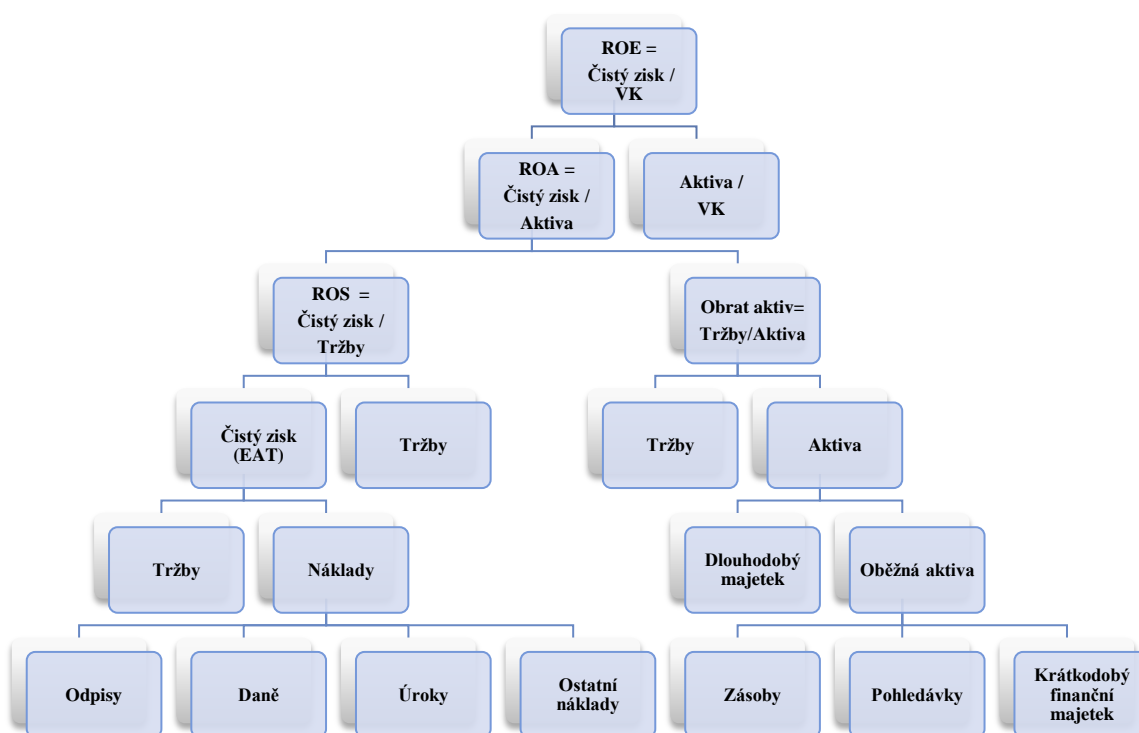 ROE =
Čistý zisk /
VK
ROA =
Čistý zisk /
Aktiva
Aktiva /
VK
ROS =
Čistý zisk /
Tržby
Obrat aktiv=
Tržby/Aktiva
Čistý zisk
(EAT)
Tržby
Tržby
Aktiva
Tržby
Náklady
Dlouhodobý
majetek
Oběžná aktiva
Odpisy
Daně
Úroky
Ostatní
náklady
Zásoby
Pohledávky
Krátkodobý
finanční
majetek